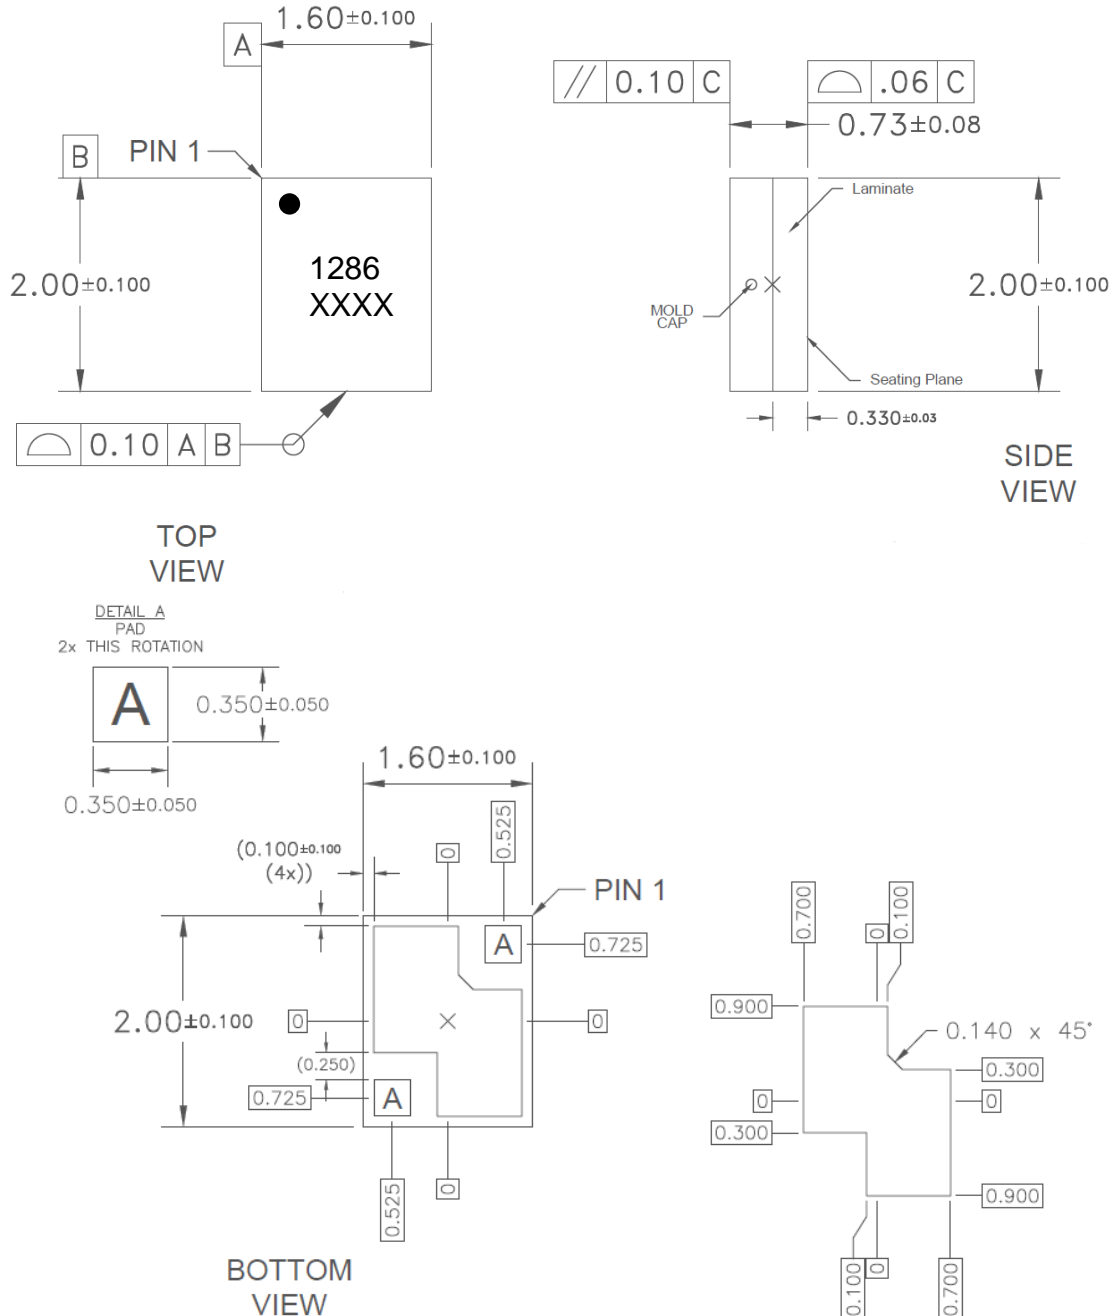 1.60±0.100
A
// 0.10 C
⌓ .06 C
0.73±0.08
B
PIN 1
Laminate
1286
XXXX
2.00±0.100
MOLD
CAP
2.00±0.100
Seating Plane
0.330±0.03
⌓ 0.10 A B
SIDE
VIEW
TOP
VIEW
DETAIL A
PAD
2x THIS ROTATION
A
0.350±0.050
0.350±0.050
1.60±0.100
0.525
(0.100±0.100
(4x))
0
PIN 1
A
0.725
2.00±0.100
0
0
(0.250)
0.725
A
0.525
0
BOTTOM
VIEW
0.700
0
0.100
0.900
0.140 x 45°
0.300
0
0
0.300
0.900
0.100
0
0.700